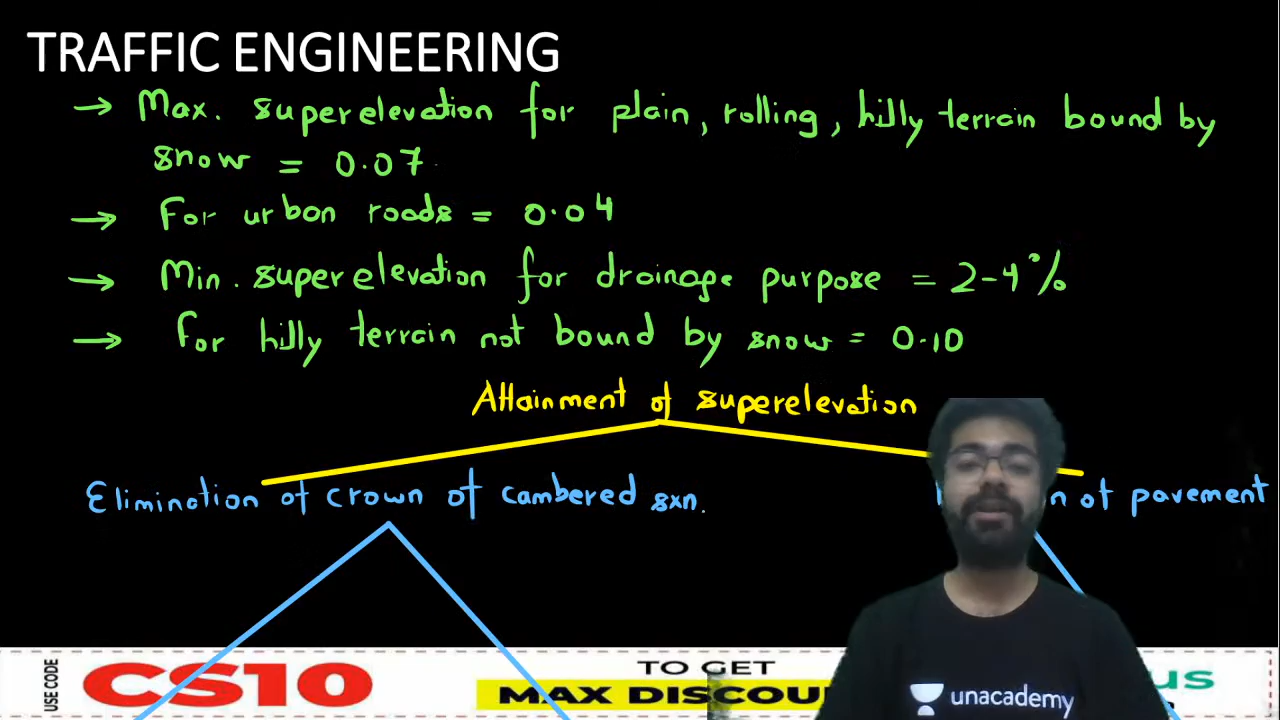 TRAFFIC ENGINEERING
→ Max. superelevation for plain, rolling, hilly terrain bound by
snow = 0.07
→ For urban roads = 0.04
→ Min. superelevation for drainage purpose = 2-4%
→ For hilly terrain not bound by snow = 0.10
Attainment of superelevation
Elimination of crown of cambered sxn.
of pavement
USE CODE
CS10
TO GET
MAX
unacademy